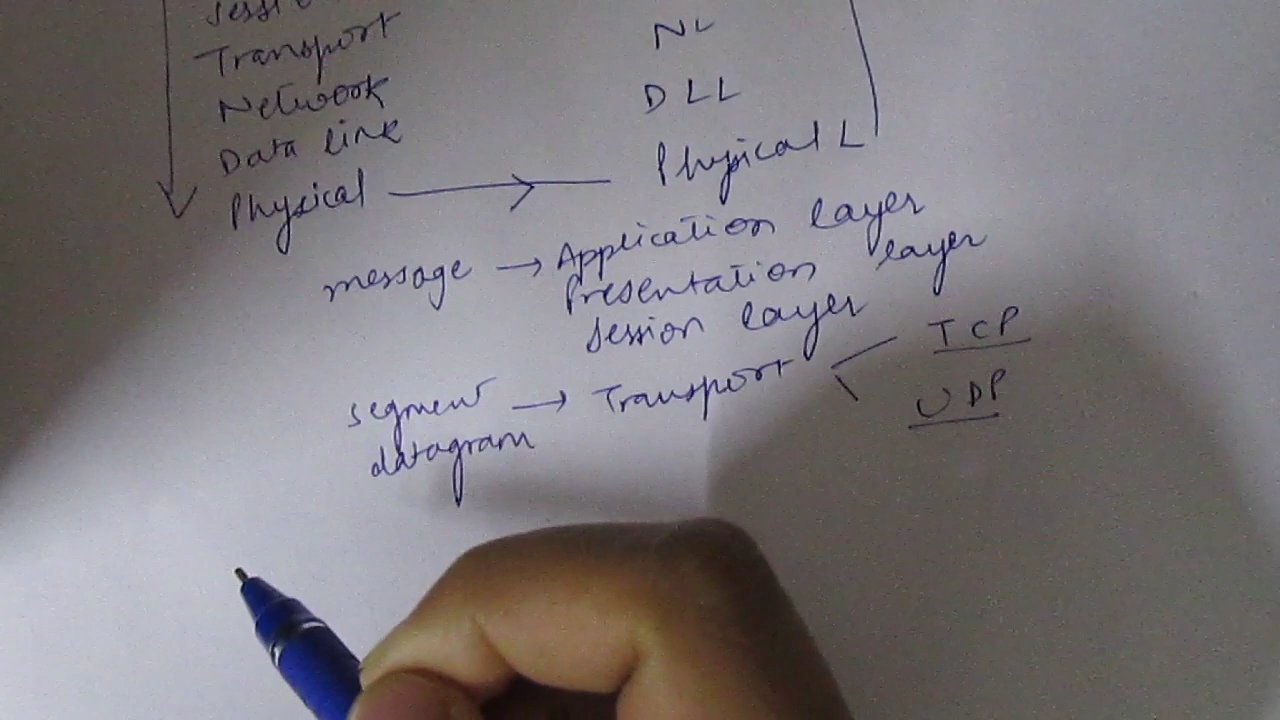 Transport NL
Network DLL
Data link Physical L
Physical
message → Application layer
Presentation layer
Session layer
segment → Transport TCP
datagram UDP